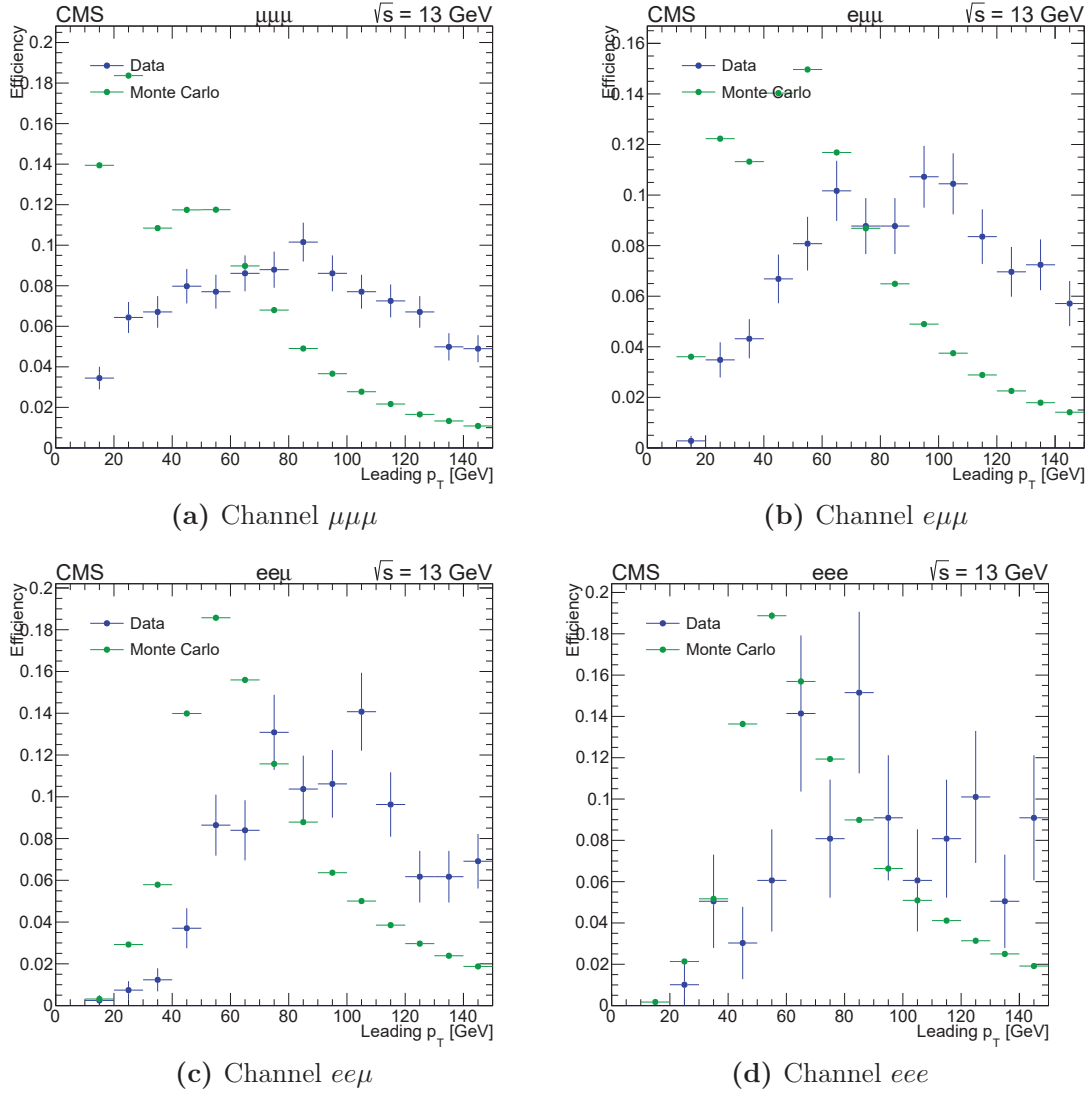 CMS μμμ √s = 13 GeV
Efficiency
0.2
0.18
0.16
0.14
0.12
0.1
0.08
0.06
0.04
0.02
0
Data
Monte Carlo
0 20 40 60 80 100 120 140
Leading p_T [GeV]
(a) Channel μμμ
CMS eμμ √s = 13 GeV
Efficiency
0.16
0.14
0.12
0.1
0.08
0.06
0.04
0.02
0
Data
Monte Carlo
0 20 40 60 80 100 120 140
Leading p_T [GeV]
(b) Channel eμμ
CMS eeμ √s = 13 GeV
Efficiency
0.2
0.18
0.16
0.14
0.12
0.1
0.08
0.06
0.04
0.02
0
Data
Monte Carlo
0 20 40 60 80 100 120 140
Leading p_T [GeV]
(c) Channel eeμ
CMS eee √s = 13 GeV
Efficiency
0.2
0.18
0.16
0.14
0.12
0.1
0.08
0.06
0.04
0.02
0
Data
Monte Carlo
0 20 40 60 80 100 120 140
Leading p_T [GeV]
(d) Channel eee